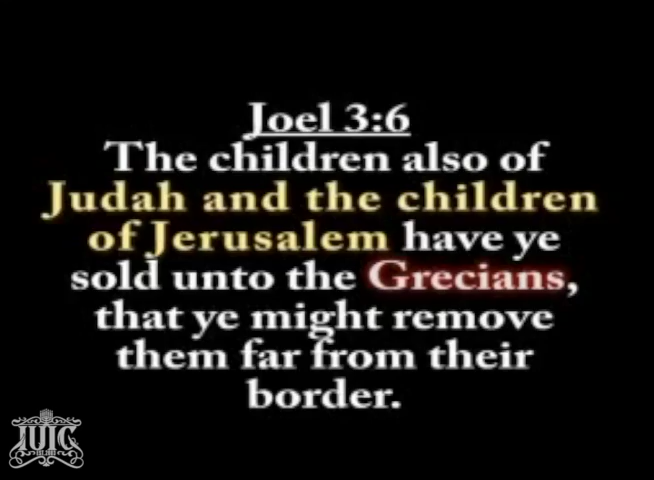 Joel 3:6
The children also of
Judah and the children
of Jerusalem have ye
sold unto the Grecians,
that ye might remove
them far from their
border.
IUIC